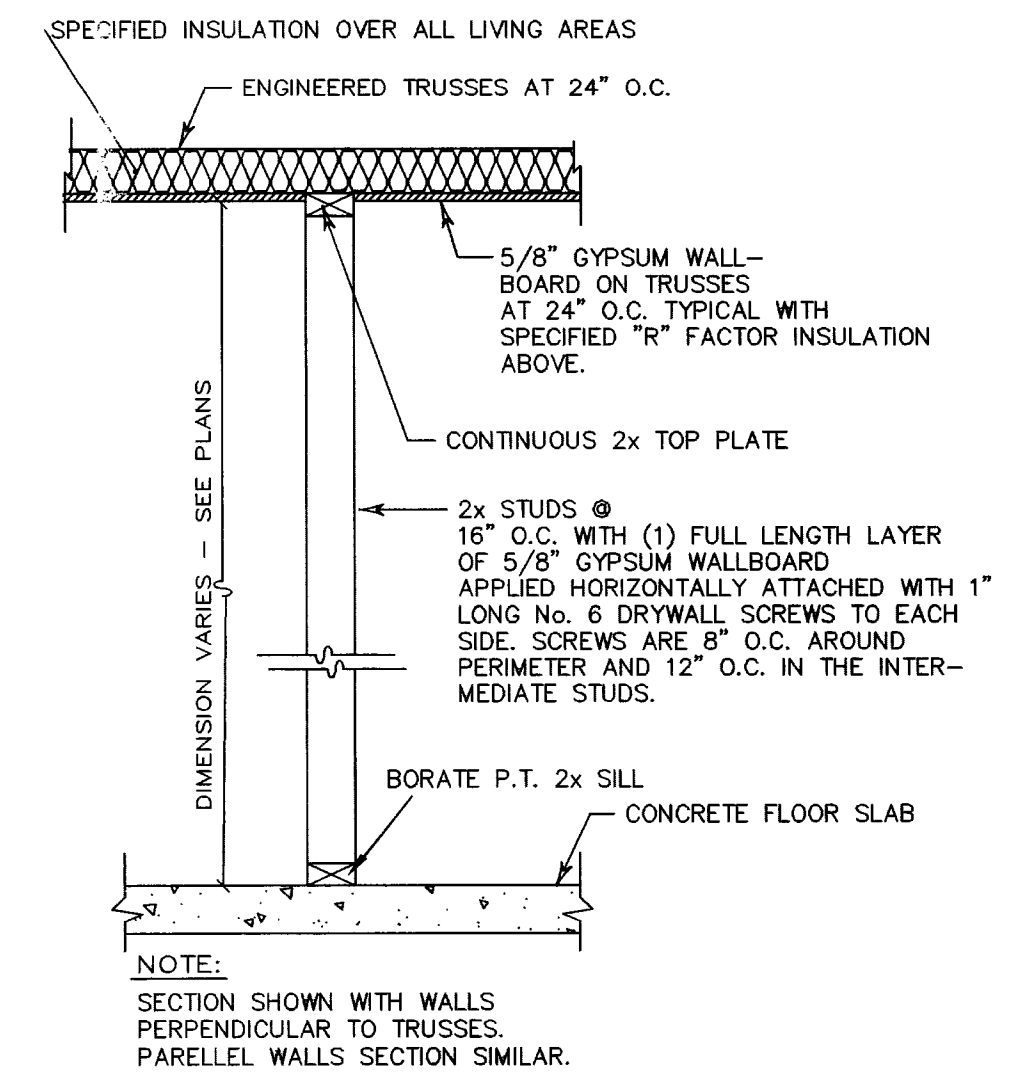 SPECIFIED INSULATION OVER ALL LIVING AREAS
ENGINEERED TRUSSES AT 24" O.C.
5/8" GYPSUM WALL-
BOARD ON TRUSSES
AT 24" O.C. TYPICAL WITH
SPECIFIED "R" FACTOR INSULATION
ABOVE.
CONTINUOUS 2x TOP PLATE
DIMENSION VARIES - SEE PLANS
2x STUDS @
16" O.C. WITH (1) FULL LENGTH LAYER
OF 5/8" GYPSUM WALLBOARD
APPLIED HORIZONTALLY ATTACHED WITH 1"
LONG No. 6 DRYWALL SCREWS TO EACH
SIDE. SCREWS ARE 8" O.C. AROUND
PERIMETER AND 12" O.C. IN THE INTER-
MEDIATE STUDS.
BORATE P.T. 2x SILL
CONCRETE FLOOR SLAB
NOTE:
SECTION SHOWN WITH WALLS
PERPENDICULAR TO TRUSSES.
PARELLEL WALLS SECTION SIMILAR.